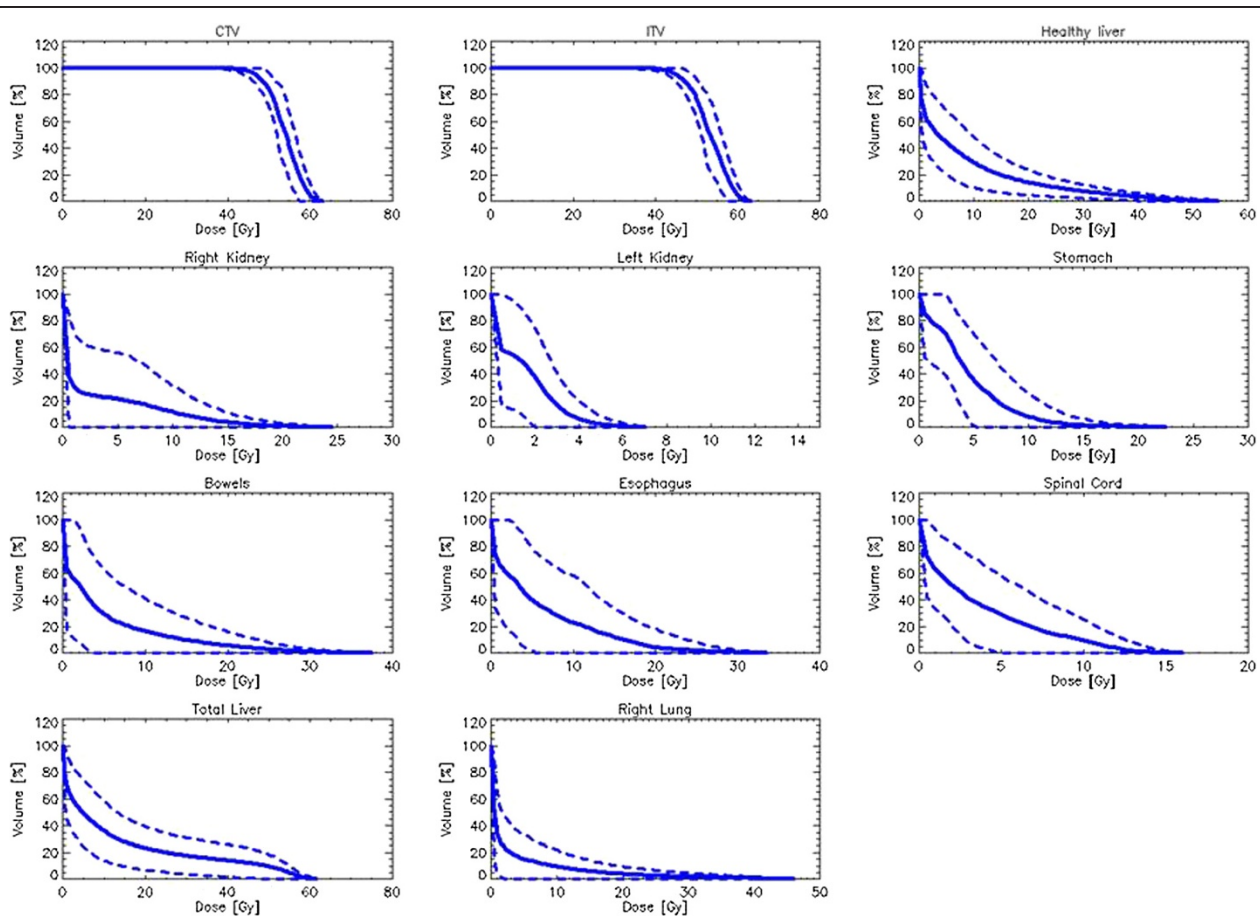 CTV
120
100
80
60
40
20
0
Volume [%]
0 20 40 60 80
Dose [Gy]
ITV
120
100
80
60
40
20
0
Volume [%]
0 20 40 60 80
Dose [Gy]
Healthy liver
120
100
80
60
40
20
0
Volume [%]
0 10 20 30 40 50 60
Dose [Gy]
Right Kidney
120
100
80
60
40
20
0
Volume [%]
0 5 10 15 20 25 30
Dose [Gy]
Left Kidney
120
100
80
60
40
20
0
Volume [%]
0 2 4 6 8 10 12 14
Dose [Gy]
Stomach
120
100
80
60
40
20
0
Volume [%]
0 5 10 15 20 25 30
Dose [Gy]
Bowels
120
100
80
60
40
20
0
Volume [%]
0 10 20 30 40
Dose [Gy]
Esophagus
120
100
80
60
40
20
0
Volume [%]
0 10 20 30 40
Dose [Gy]
Spinal Cord
120
100
80
60
40
20
0
Volume [%]
0 5 10 15 20
Dose [Gy]
Total Liver
120
100
80
60
40
20
0
Volume [%]
0 20 40 60 80
Dose [Gy]
Right Lung
120
100
80
60
40
20
0
Volume [%]
0 10 20 30 40 50
Dose [Gy]